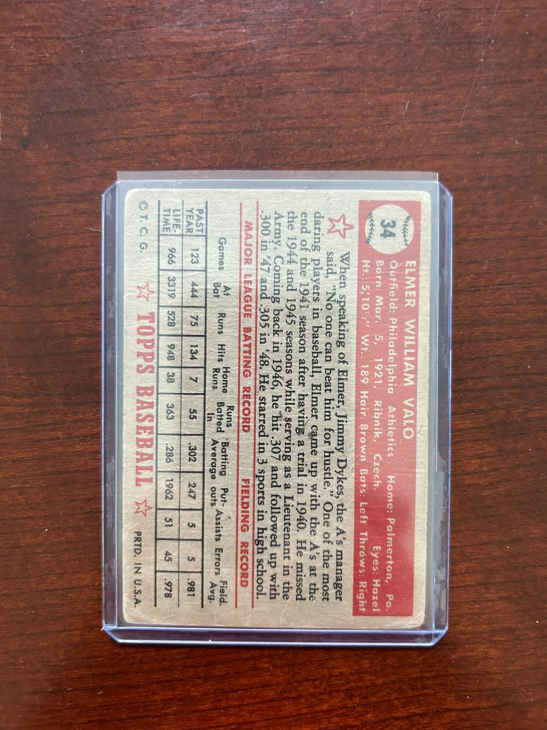 34
ELMER WILLIAM VALO
Outfield: Philadelphia Athletics Home: Palmerton, Pa.
Born: Mar. 5, 1921, Ribnik, Czech. Eyes: Hazel
Ht.: 5;10½" Wt.: 189 Hair: Brown Bats: Left Throws: Right
When speaking of Elmer, Jimmy Dykes, the A's manager
said, "No one can beat him for hustle." One of the most
daring players in baseball, Elmer came up with the A's at the
end of the 1941 season after having a trial in 1940. He missed
the 1944 and 1945 seasons while serving as a Lieutenant in the
Army. Coming back in 1946, he hit .307 and followed up with
.300 in '47 and .305 in '48. He starred in 3 sports in high school.
MAJOR LEAGUE BATTING RECORD FIELDING RECORD
Games At Bat Runs Hits Home Runs Runs Batted In Batting Average Put-outs Assists Errors Field. Avg.
PAST YEAR 123 444 75 134 7 55 .302 247 5 5 .981
LIFE-TIME 966 3319 528 948 38 363 .286 1962 51 45 .978
© T. C. G. TOPPS BASEBALL PRTD. IN U.S.A.